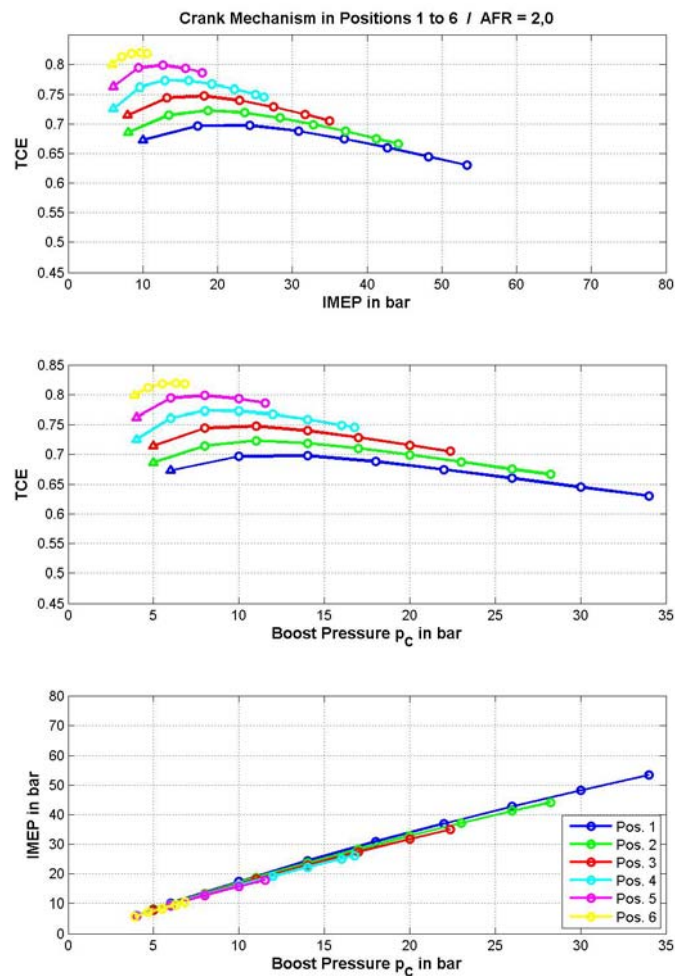 Crank Mechanism in Positions 1 to 6 / AFR = 2,0
0.8
0.75
0.7
0.65
0.6
0.55
0.5
0.45
TCE
0 10 20 30 40 50 60 70 80
IMEP in bar
0.85
0.8
0.75
0.7
0.65
0.6
0.55
0.5
0.45
TCE
0 5 10 15 20 25 30 35
Boost Pressure pC in bar
80
70
60
50
40
30
20
10
0
IMEP in bar
Pos. 1
Pos. 2
Pos. 3
Pos. 4
Pos. 5
Pos. 6
0 5 10 15 20 25 30 35
Boost Pressure pC in bar